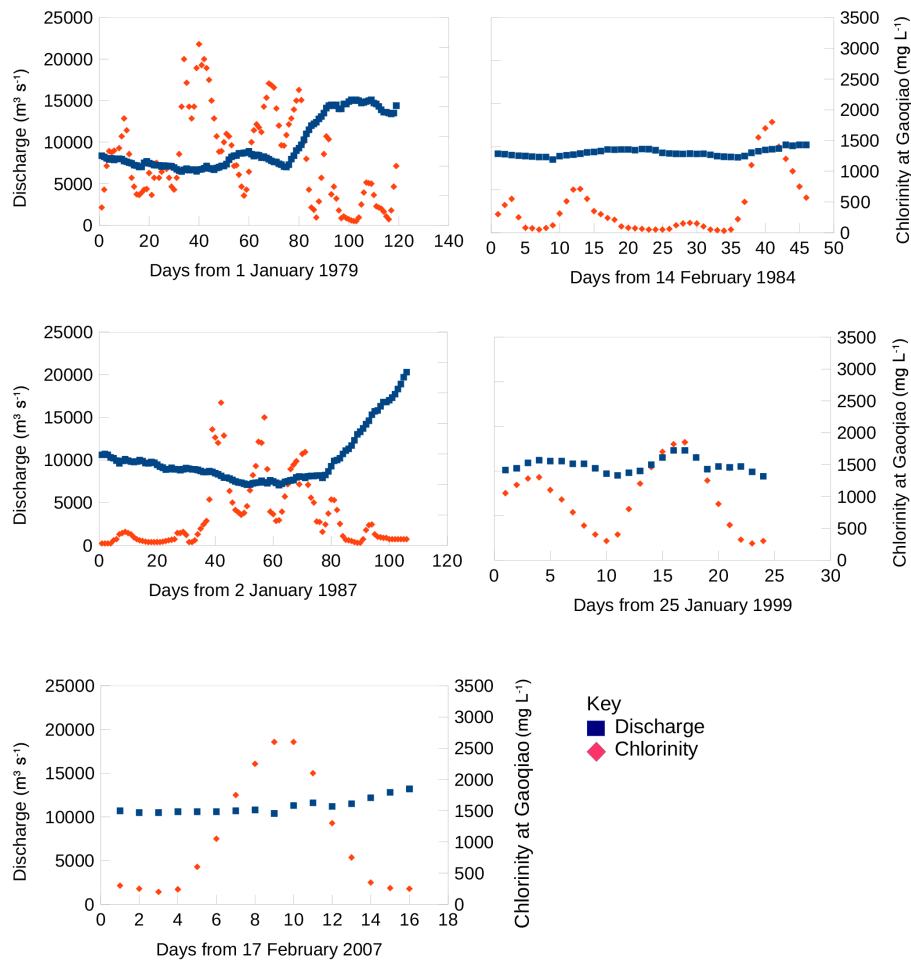 25000
20000
15000
10000
5000
0
Discharge (m³ s⁻¹)
0 20 40 60 80 100 120 140
Days from 1 January 1979
3500
3000
2500
2000
1500
1000
500
0
Chlorinity at Gaoqiao (mg L⁻¹)
0 5 10 15 20 25 30 35 40 45 50
Days from 14 February 1984
25000
20000
15000
10000
5000
0
Discharge (m³ s⁻¹)
0 20 40 60 80 100 120
Days from 2 January 1987
3500
3000
2500
2000
1500
1000
500
0
Chlorinity at Gaoqiao (mg L⁻¹)
0 5 10 15 20 25 30
Days from 25 January 1999
25000
20000
15000
10000
5000
0
Discharge (m³ s⁻¹)
0 2 4 6 8 10 12 14 16 18
Days from 17 February 2007
3500
3000
2500
2000
1500
1000
500
0
Chlorinity at Gaoqiao (mg L⁻¹)
Key
Discharge
Chlorinity